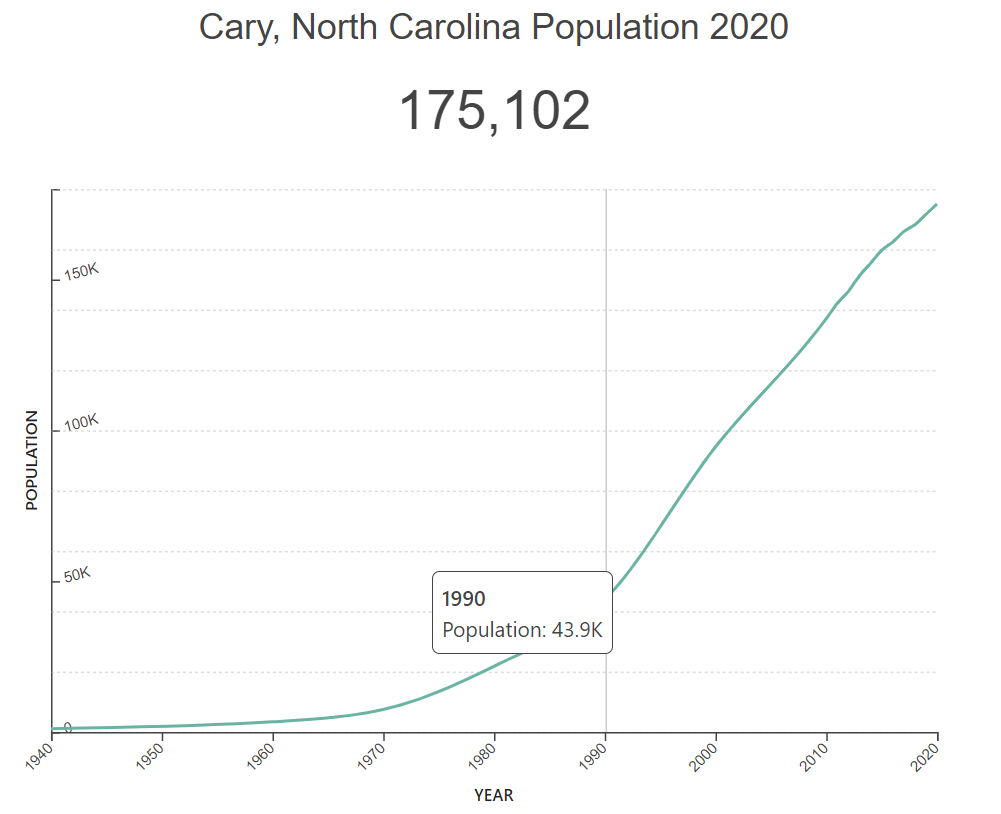 Cary, North Carolina Population 2020
175,102
150K
100K
50K
0
POPULATION
1990
Population: 43.9K
1940
1950
1960
1970
1980
1990
2000
2010
2020
YEAR